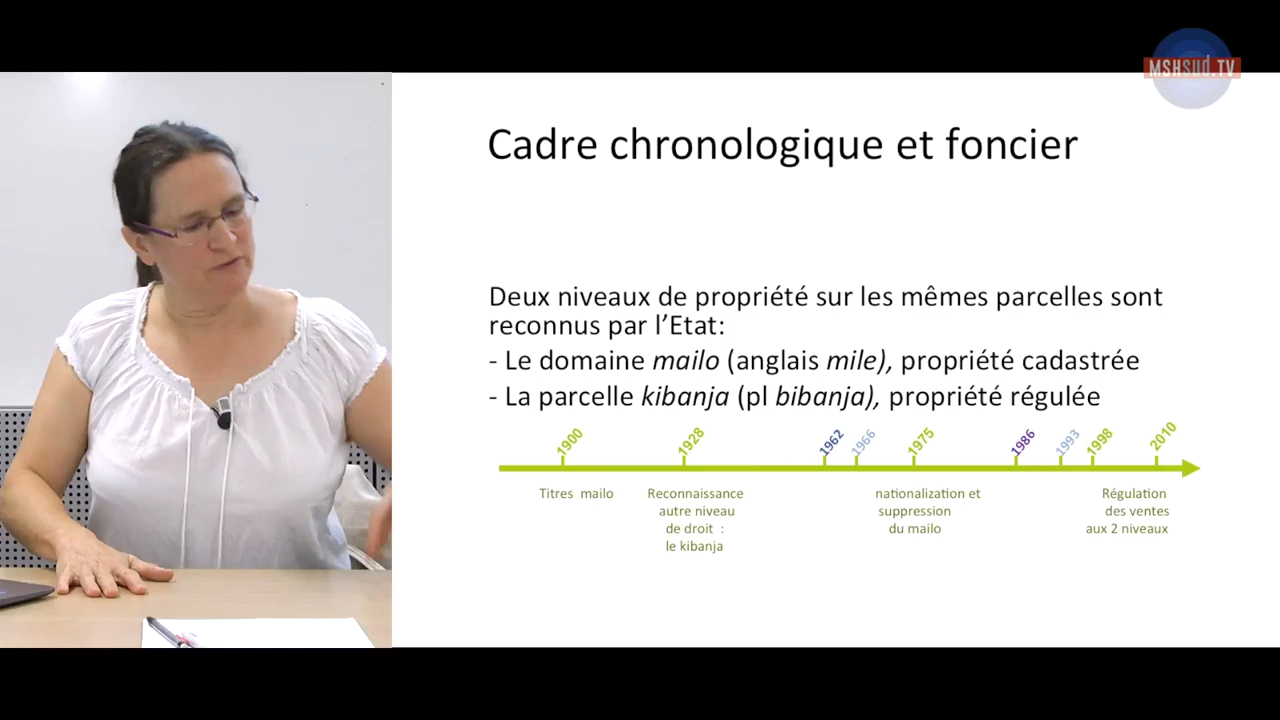 MSHsud.TV
Cadre chronologique et foncier
Deux niveaux de propriété sur les mêmes parcelles sont
reconnus par l’Etat:
- Le domaine mailo (anglais mile), propriété cadastrée
- La parcelle kibanja (pl bibanja), propriété régulée
1900 1928 1962 1966 1975 1986 1993 1998 2010
Titres mailo
Reconnaissance
autre niveau
de droit :
le kibanja
nationalization et
suppression
du mailo
Régulation
des ventes
aux 2 niveaux